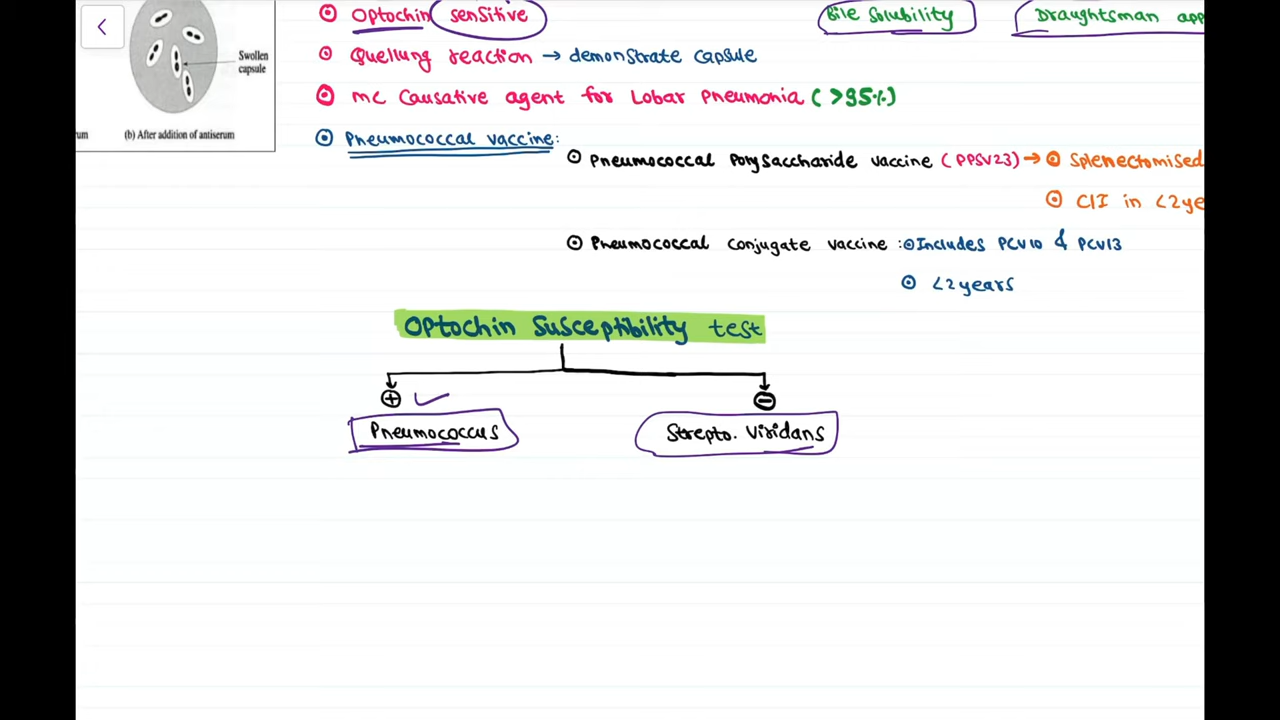 Optochin sensitive
Bile Solubility
Draughtsman app
Swollen
capsule
Quellung reaction → demonstrate capsule
MC Causative agent for Lobar Pneumonia (>95%)
um
(b) After addition of antiserum
Pneumococcal vaccine:
Pneumococcal Polysaccharide vaccine (PPSV23) → Splenectomised
C/I in <2ye
Pneumococcal conjugate vaccine : Includes PCV10 & PCV13
<2years
Optochin Susceptibility test
+ ✓
−
Pneumococcus
Strepto. Viridans